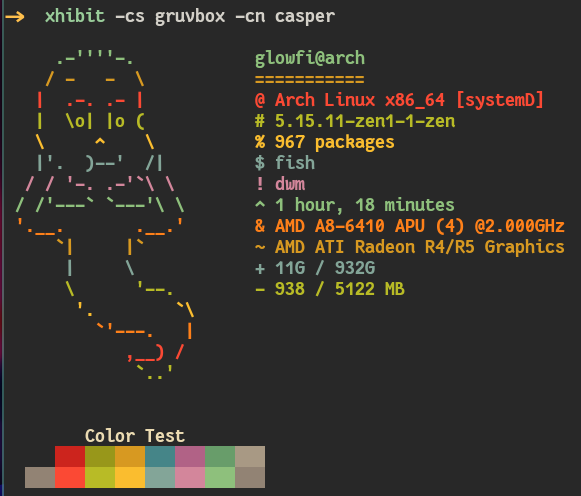 → xhibit -cs gruvbox -cn casper
glowfi@arch
===========
@ Arch Linux x86_64 [systemD]
# 5.15.11-zen1-1-zen
% 967 packages
$ fish
! dwm
^ 1 hour, 18 minutes
& AMD A8-6410 APU (4) @2.000GHz
~ AMD ATI Radeon R4/R5 Graphics
+ 11G / 932G
- 938 / 5122 MB
Color Test